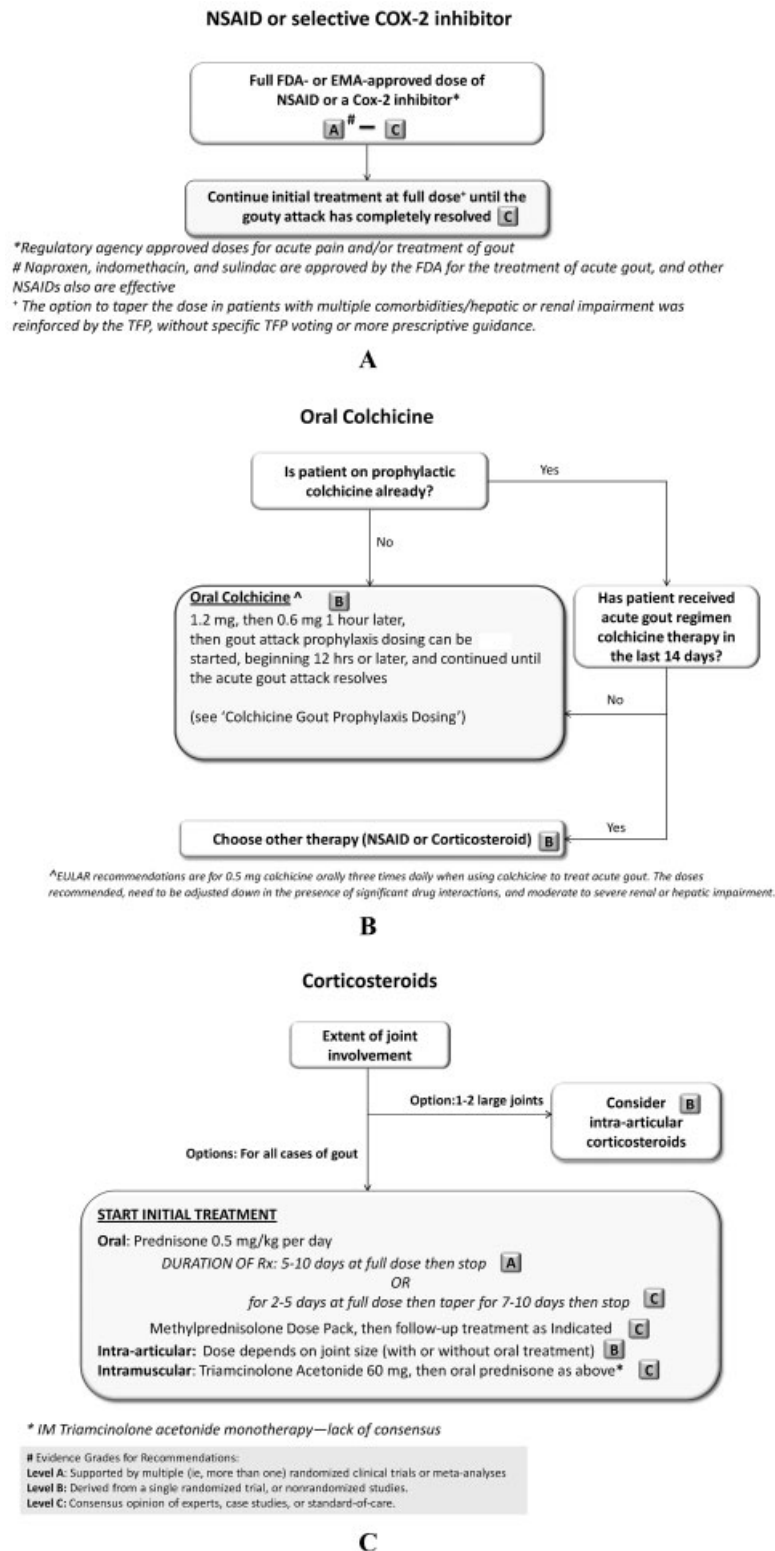 NSAID or selective COX-2 inhibitor
Full FDA- or EMA-approved dose of
NSAID or a Cox-2 inhibitor*
A # — C
Continue initial treatment at full dose⁺ until the
gouty attack has completely resolved C
*Regulatory agency approved doses for acute pain and/or treatment of gout
# Naproxen, indomethacin, and sulindac are approved by the FDA for the treatment of acute gout, and other
NSAIDs also are effective
⁺ The option to taper the dose in patients with multiple comorbidities/hepatic or renal impairment was
reinforced by the TFP, without specific TFP voting or more prescriptive guidance.
A
Oral Colchicine
Is patient on prophylactic
colchicine already?
Yes
No
Oral Colchicine ^ B
1.2 mg, then 0.6 mg 1 hour later,
then gout attack prophylaxis dosing can be
started, beginning 12 hrs or later, and continued until
the acute gout attack resolves
(see 'Colchicine Gout Prophylaxis Dosing')
Has patient received
acute gout regimen
colchicine therapy in
the last 14 days?
No
Yes
Choose other therapy (NSAID or Corticosteroid) B
^EULAR recommendations are for 0.5 mg colchicine orally three times daily when using colchicine to treat acute gout. The doses
recommended, need to be adjusted down in the presence of significant drug interactions, and moderate to severe renal or hepatic impairment.
B
Corticosteroids
Extent of joint
involvement
Option:1-2 large joints
Consider B
intra-articular
corticosteroids
Options: For all cases of gout
START INITIAL TREATMENT
Oral: Prednisone 0.5 mg/kg per day
DURATION OF Rx: 5-10 days at full dose then stop A
OR
for 2-5 days at full dose then taper for 7-10 days then stop C
Methylprednisolone Dose Pack, then follow-up treatment as Indicated C
Intra-articular: Dose depends on joint size (with or without oral treatment) B
Intramuscular: Triamcinolone Acetonide 60 mg, then oral prednisone as above* C
* IM Triamcinolone acetonide monotherapy—lack of consensus
# Evidence Grades for Recommendations:
Level A: Supported by multiple (ie, more than one) randomized clinical trials or meta-analyses
Level B: Derived from a single randomized trial, or nonrandomized studies.
Level C: Consensus opinion of experts, case studies, or standard-of-care.
C